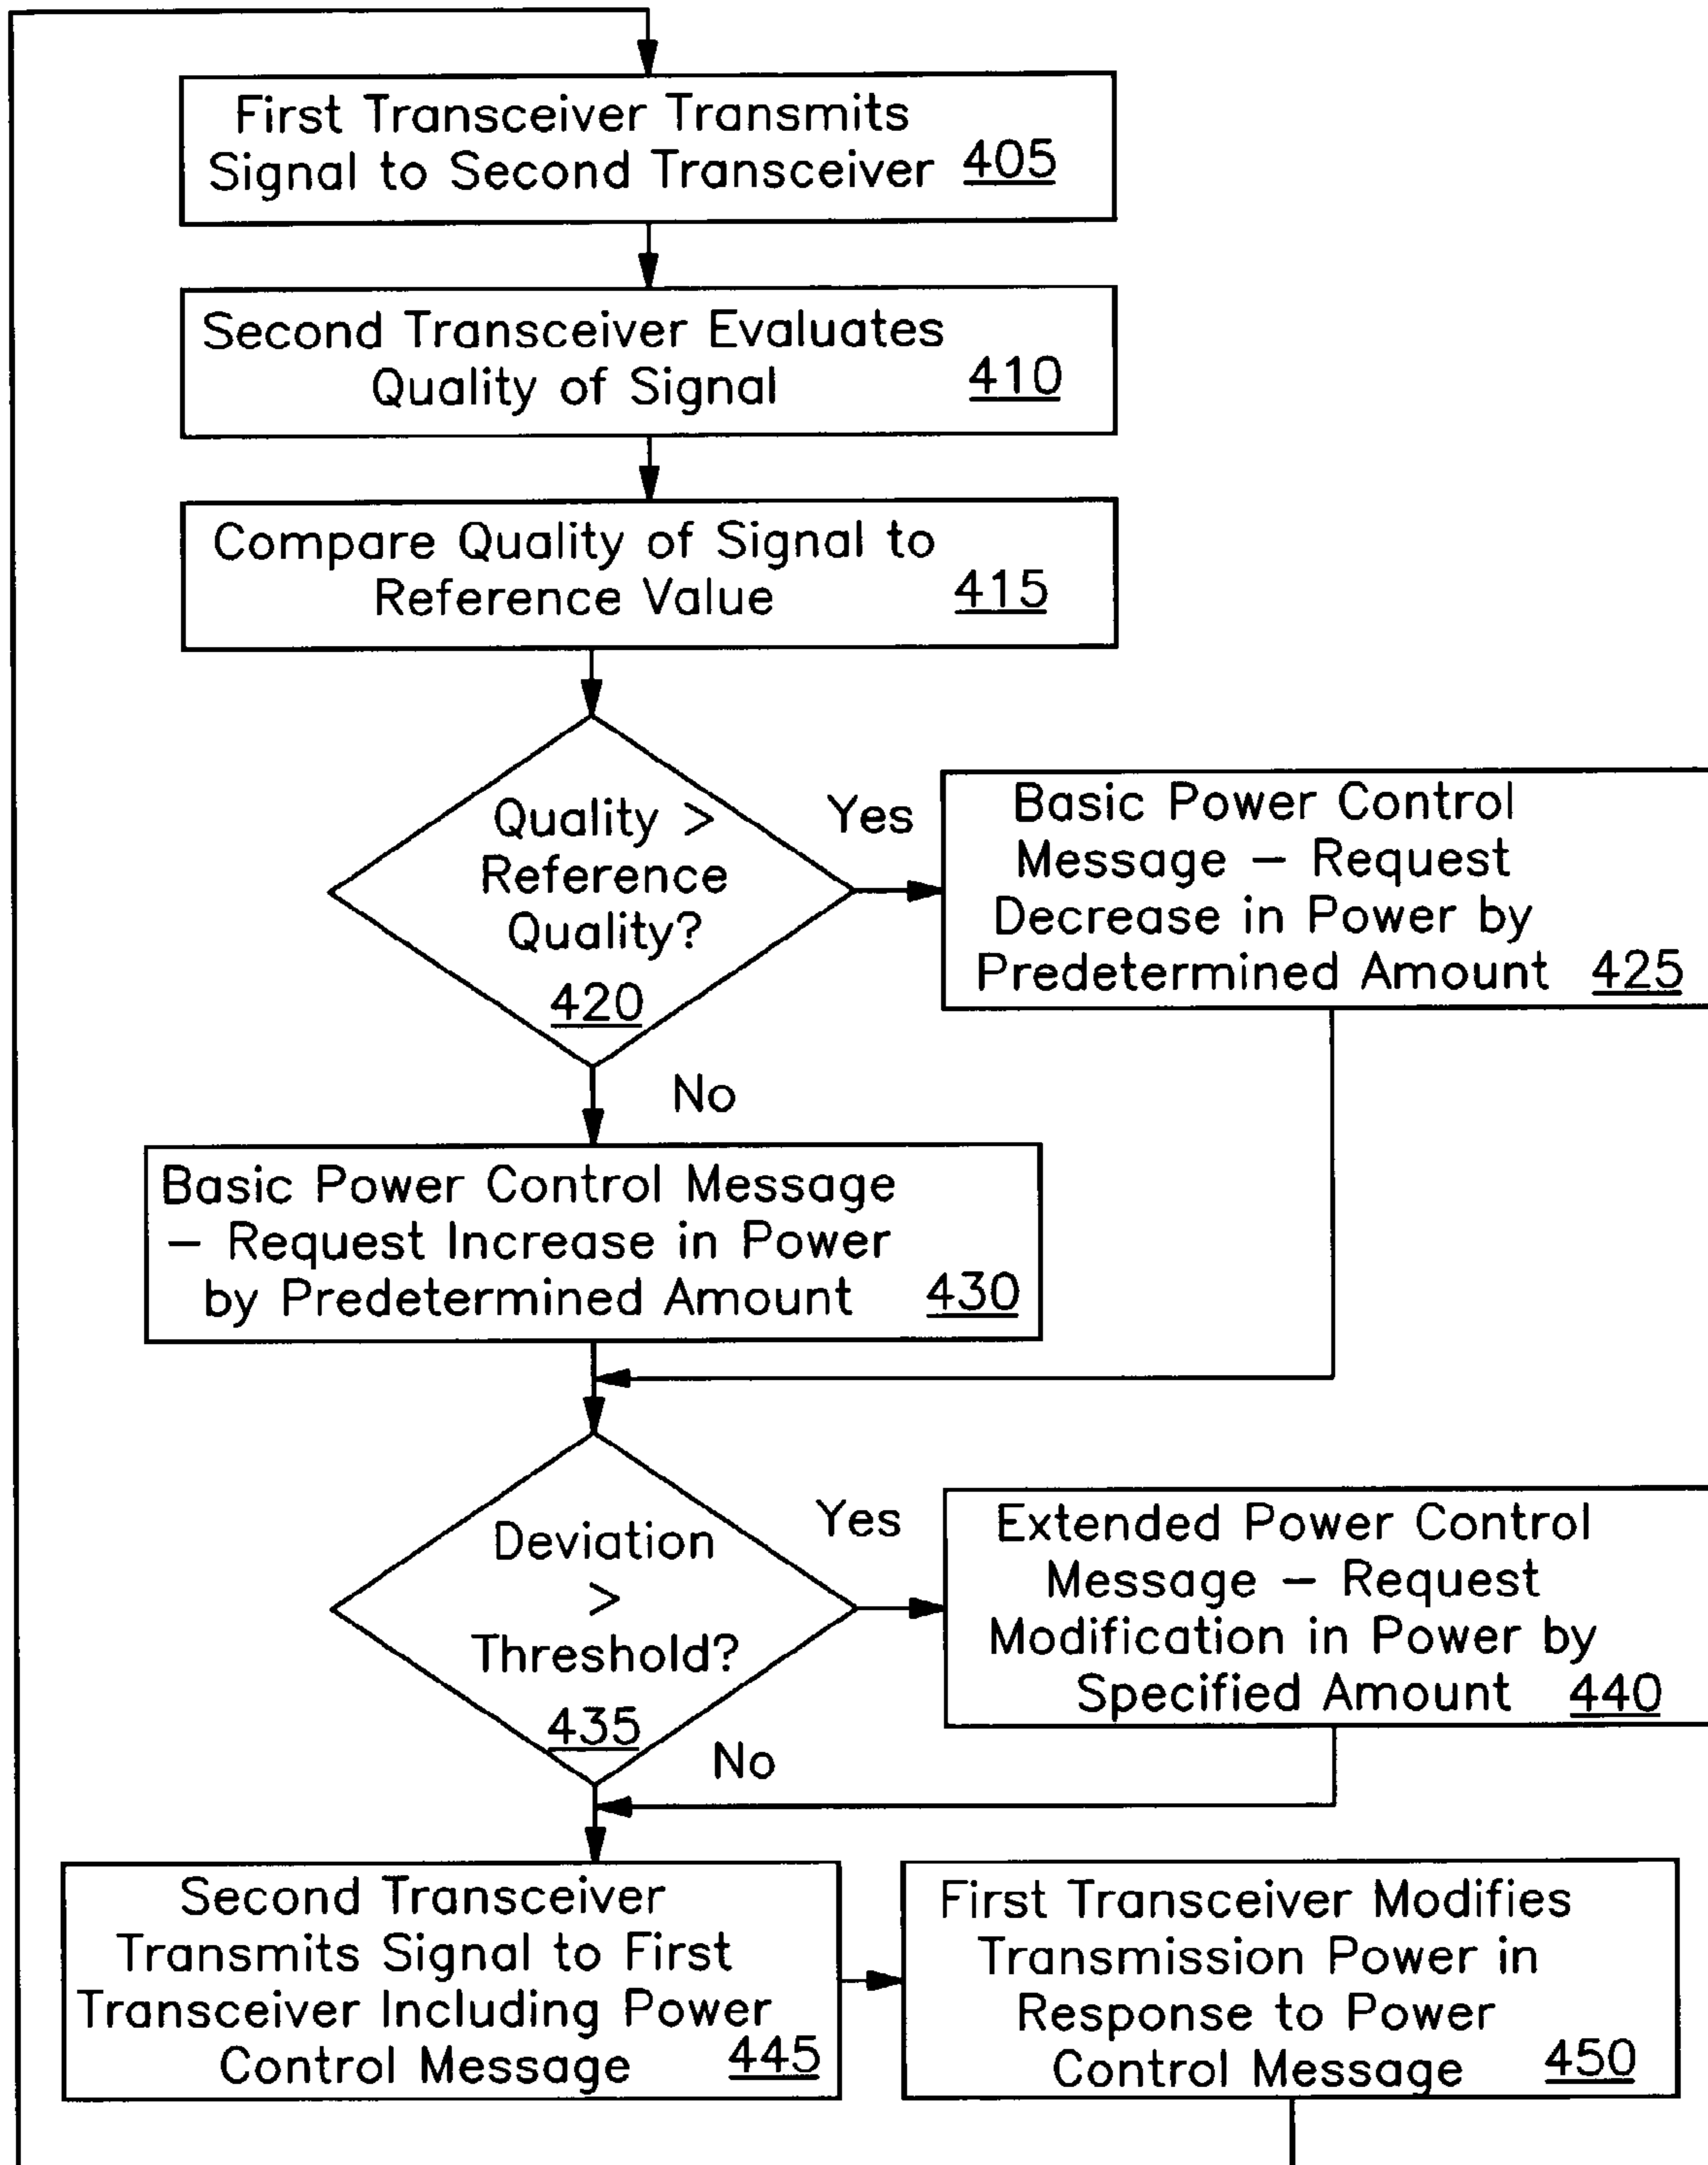 First Transceiver Transmits
Signal to Second Transceiver 405
Second Transceiver Evaluates
Quality of Signal 410
Compare Quality of Signal to
Reference Value 415
Quality >
Reference
Quality?
420
Yes
Basic Power Control
Message – Request
Decrease in Power by
Predetermined Amount 425
No
Basic Power Control Message
– Request Increase in Power
by Predetermined Amount 430
Deviation
>
Threshold?
435
Yes
Extended Power Control
Message – Request
Modification in Power by
Specified Amount 440
No
Second Transceiver
Transmits Signal to First
Transceiver Including Power
Control Message 445
First Transceiver Modifies
Transmission Power in
Response to Power
Control Message 450